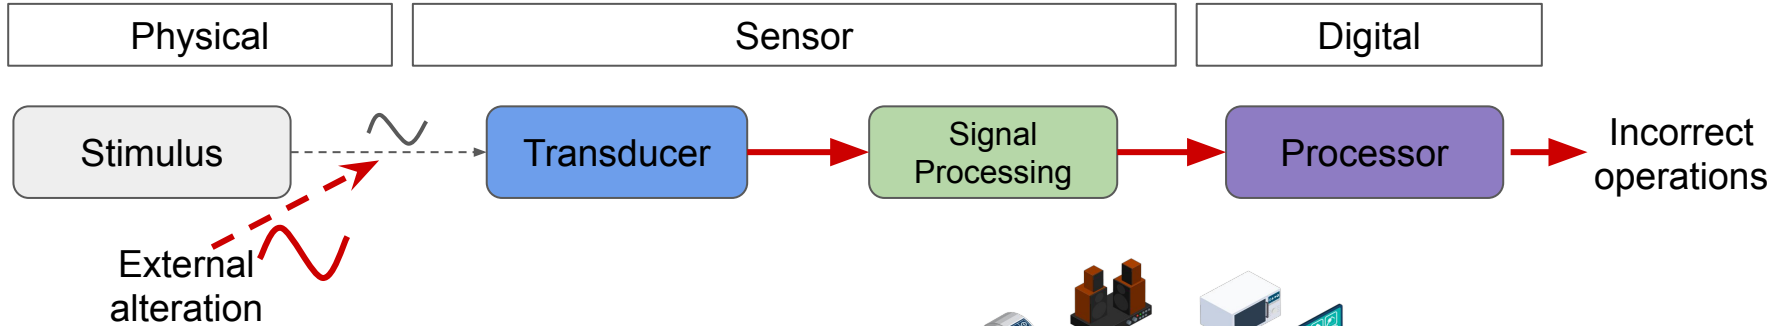 Physical
Sensor
Digital
Stimulus
Transducer
Signal
Processing
Processor
Incorrect
operations
External
alteration